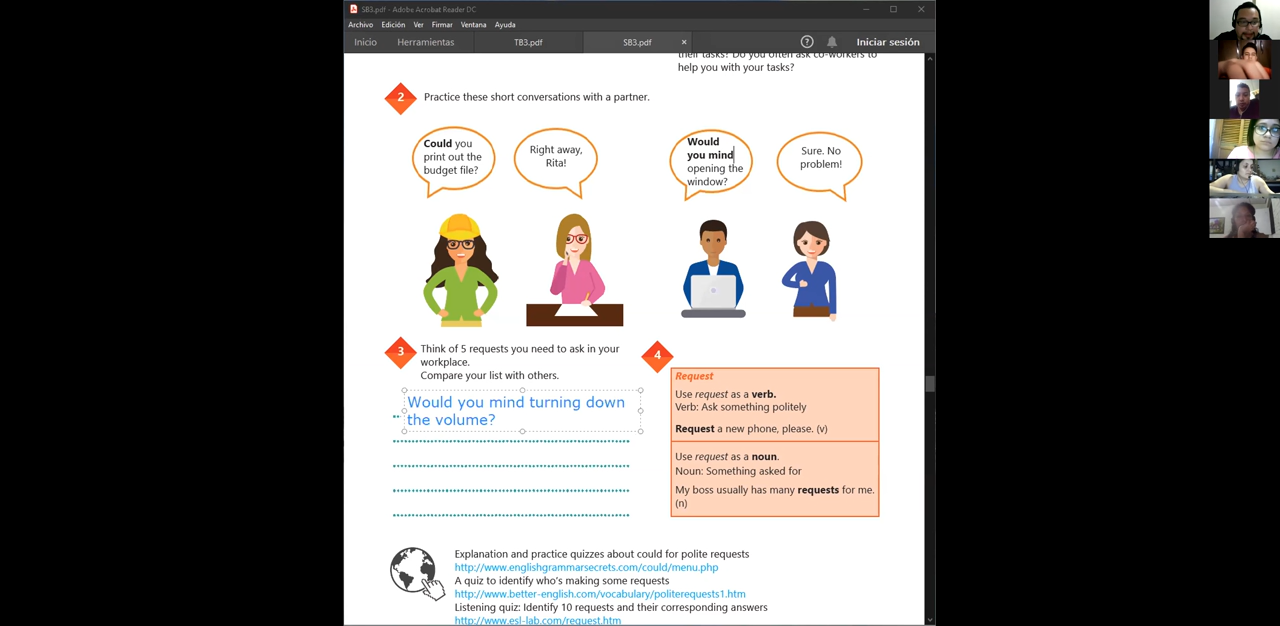 SB3.pdf - Adobe Acrobat Reader DC
Archivo Edición Ver Firmar Ventana Ayuda
Inicio Herramientas TB3.pdf SB3.pdf × ? Iniciar sesión
their tasks? Do you often ask co-workers to
help you with your tasks?
2 Practice these short conversations with a partner.
Could you
print out the
budget file?
Right away,
Rita!
Would
you mind
opening the
window?
Sure. No
problem!
3 Think of 5 requests you need to ask in your
workplace.
Compare your list with others.
Would you mind turning down
the volume?
4
Request
Use request as a verb.
Verb: Ask something politely
Request a new phone, please. (v)
Use request as a noun.
Noun: Something asked for
My boss usually has many requests for me.
(n)
Explanation and practice quizzes about could for polite requests
http://www.englishgrammarsecrets.com/could/menu.php
A quiz to identify who's making some requests
http://www.better-english.com/vocabulary/politerequests1.htm
Listening quiz: Identify 10 requests and their corresponding answers
http://www.esl-lab.com/request.htm